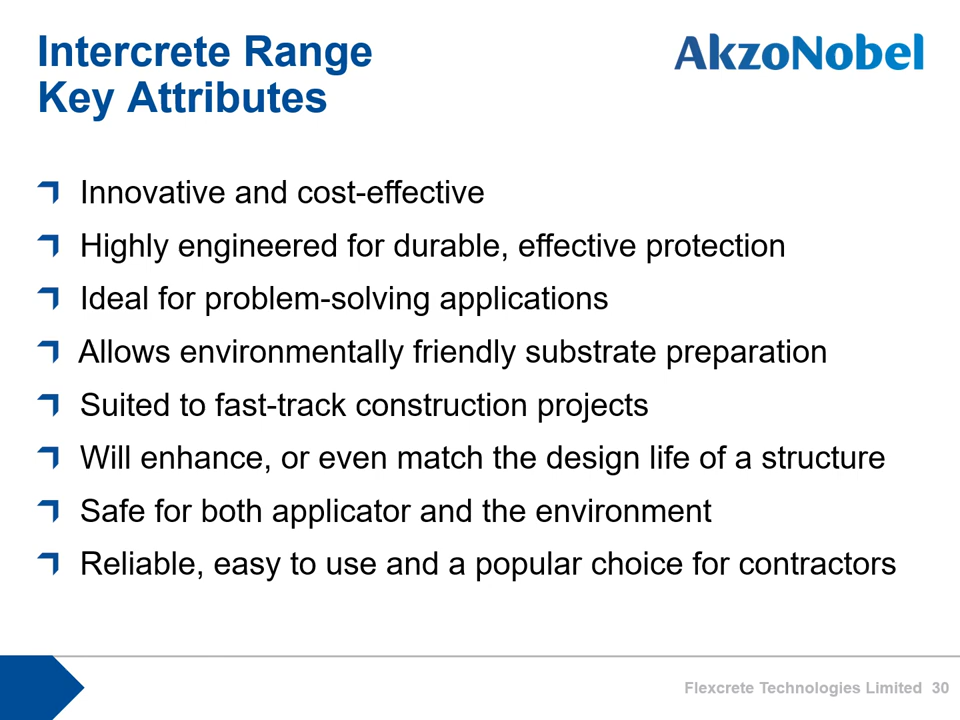 Intercrete Range
Key Attributes
AkzoNobel
Innovative and cost-effective
Highly engineered for durable, effective protection
Ideal for problem-solving applications
Allows environmentally friendly substrate preparation
Suited to fast-track construction projects
Will enhance, or even match the design life of a structure
Safe for both applicator and the environment
Reliable, easy to use and a popular choice for contractors
Flexcrete Technologies Limited 30